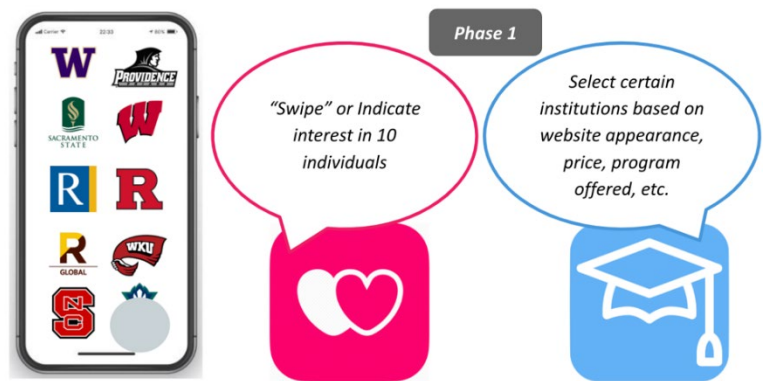 Carrier
22:33
80%
W
PROVIDENCE
SACRAMENTO
STATE
W
R
R
R
GLOBAL
WKU
NCS
Phase 1
"Swipe" or Indicate
interest in 10
individuals
Select certain
institutions based on
website appearance,
price, program
offered, etc.